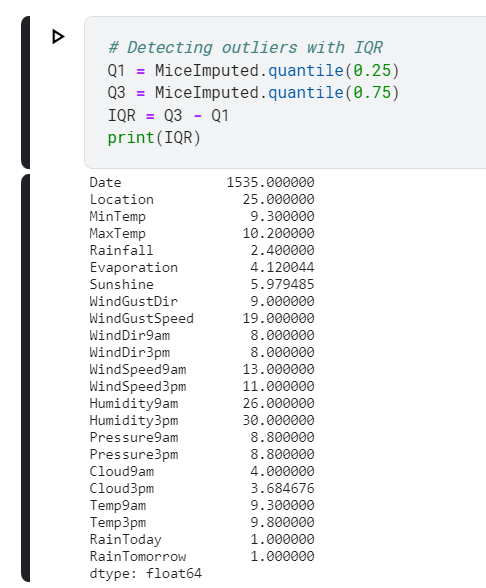 # Detecting outliers with IQR
Q1 = MiceImputed.quantile(0.25)
Q3 = MiceImputed.quantile(0.75)
IQR = Q3 - Q1
print(IQR)
Date 1535.000000
Location 25.000000
MinTemp 9.300000
MaxTemp 10.200000
Rainfall 2.400000
Evaporation 4.120044
Sunshine 5.979485
WindGustDir 9.000000
WindGustSpeed 19.000000
WindDir9am 8.000000
WindDir3pm 8.000000
WindSpeed9am 13.000000
WindSpeed3pm 11.000000
Humidity9am 26.000000
Humidity3pm 30.000000
Pressure9am 8.800000
Pressure3pm 8.800000
Cloud9am 4.000000
Cloud3pm 3.684676
Temp9am 9.300000
Temp3pm 9.800000
RainToday 1.000000
RainTomorrow 1.000000
dtype: float64